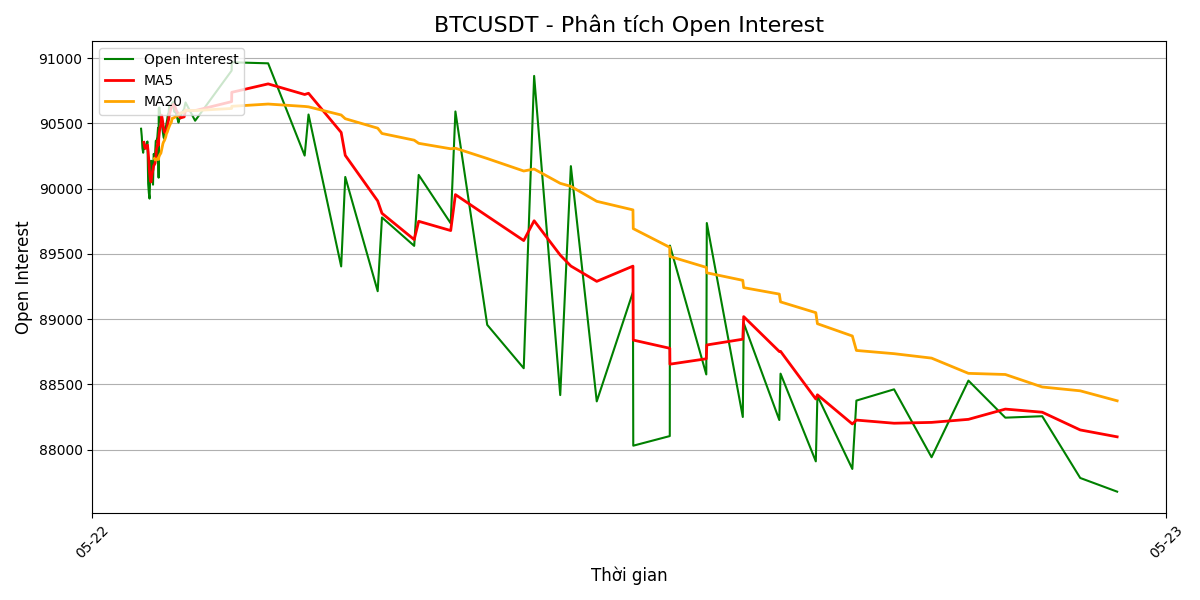 BTCUSDT - Phân tích Open Interest
Open Interest
MA5
MA20
91000
90500
90000
89500
89000
88500
88000
Open Interest
05-22
05-23
Thời gian